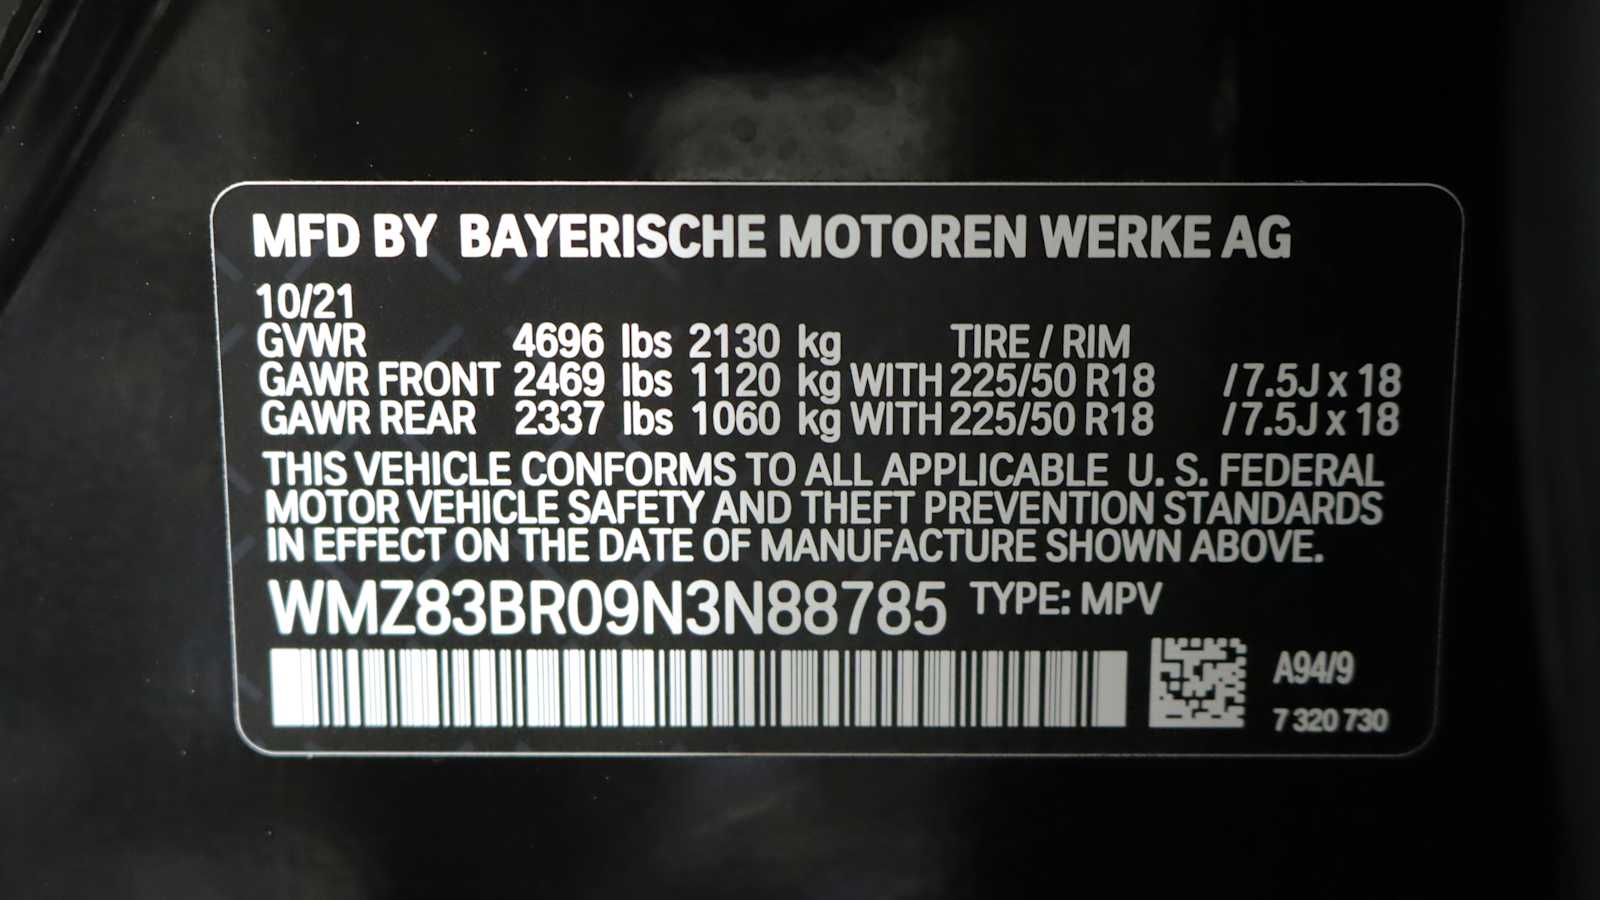 MFD BY BAYERISCHE MOTOREN WERKE AG
10/21
GVWR 4696 lbs 2130 kg TIRE / RIM
GAWR FRONT 2469 lbs 1120 kg WITH 225/50 R18 / 7.5J x 18
GAWR REAR 2337 lbs 1060 kg WITH 225/50 R18 / 7.5J x 18
THIS VEHICLE CONFORMS TO ALL APPLICABLE U. S. FEDERAL
MOTOR VEHICLE SAFETY AND THEFT PREVENTION STANDARDS
IN EFFECT ON THE DATE OF MANUFACTURE SHOWN ABOVE.
WMZ83BR09N3N88785 TYPE: MPV
A94/9
7 320 730